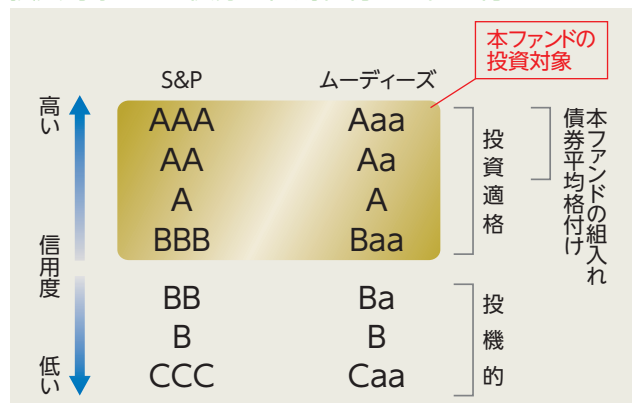 本ファンドの
投資対象
S&P ムーディーズ
高い
AAA Aaa
AA Aa
A A
BBB Baa
投資適格
本ファンドの組入れ
債券平均格付け
信用度
BB Ba
B B
CCC Caa
投機的
低い